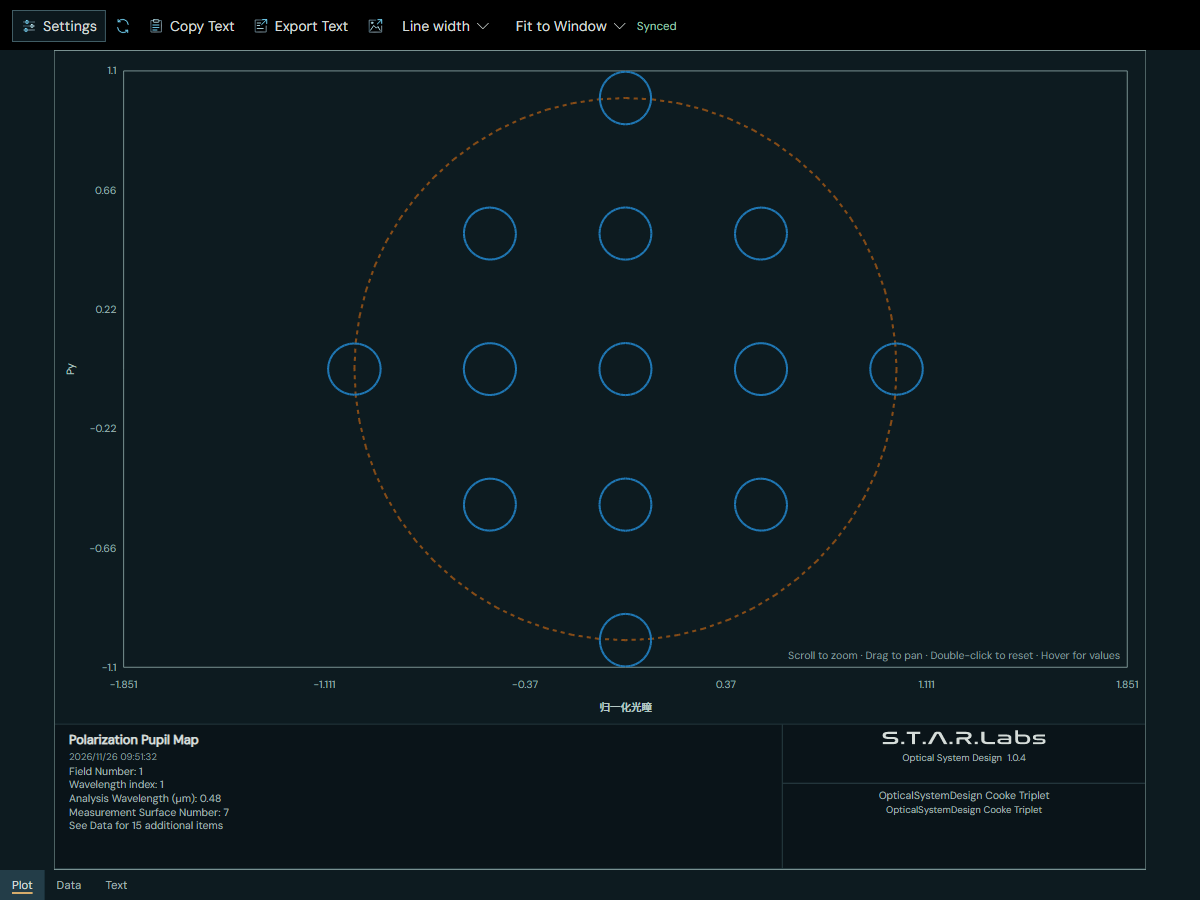 Settings
Copy Text
Export Text
Line width
Fit to Window
Synced
1.1
0.66
0.22
Py
-0.22
-0.66
-1.1
Scroll to zoom · Drag to pan · Double-click to reset · Hover for values
-1.851
-1.111
-0.37
0.37
1.111
1.851
归一化光瞳
Polarization Pupil Map
2026/11/26 09:51:32
Field Number: 1
Wavelength index: 1
Analysis Wavelength (μm): 0.48
Measurement Surface Number: 7
See Data for 15 additional items
S.T.A.R.Labs
Optical System Design 1.0.4
OpticalSystemDesign Cooke Triplet
OpticalSystemDesign Cooke Triplet
Plot
Data
Text